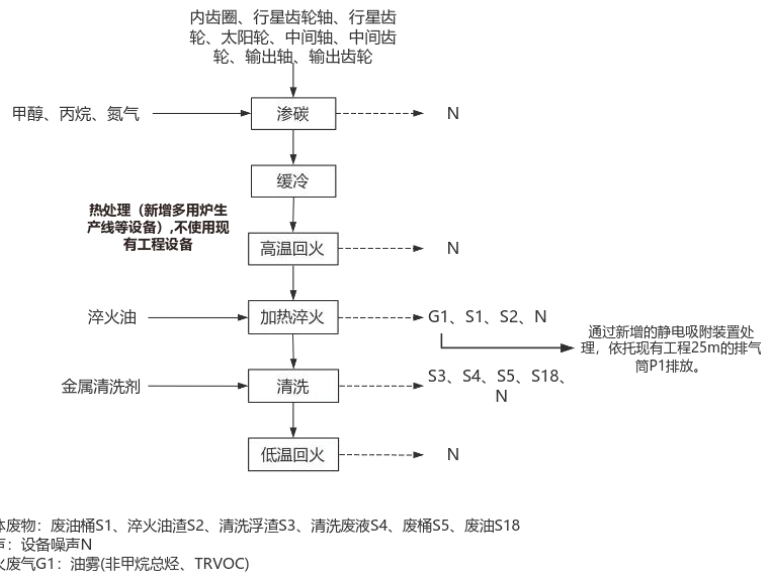 内齿圈、行星齿轮轴、行星齿
轮、太阳轮、中间轴、中间齿
轮、输出轴、输出齿轮
甲醇、丙烷、氮气
渗碳
N
缓冷
热处理（新增多用炉生
产线等设备）,不使用现
有工程设备
高温回火
N
淬火油
加热淬火
G1、S1、S2、N
通过新增的静电吸附装置处
理，依托现有工程25m的排气
筒P1排放。
金属清洗剂
清洗
S3、S4、S5、S18、
N
低温回火
N
体废物：废油桶S1、淬火油渣S2、清洗浮渣S3、清洗废液S4、废桶S5、废油S18
声：设备噪声N
火废气G1：油雾(非甲烷总烃、TRVOC)